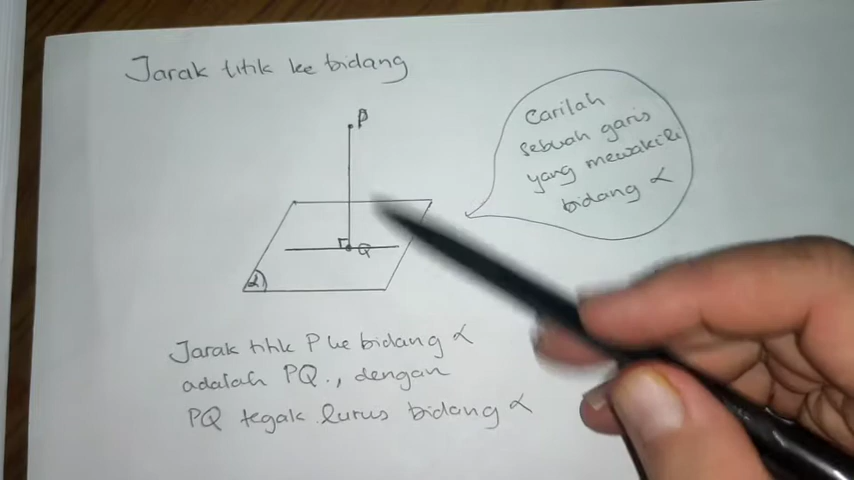 Jarak titik ke bidang
P
Carilah
sebuah garis
yang mewakili
bidang α
Q
α
Jarak titik P ke bidang α
adalah PQ., dengan
PQ tegak lurus bidang α